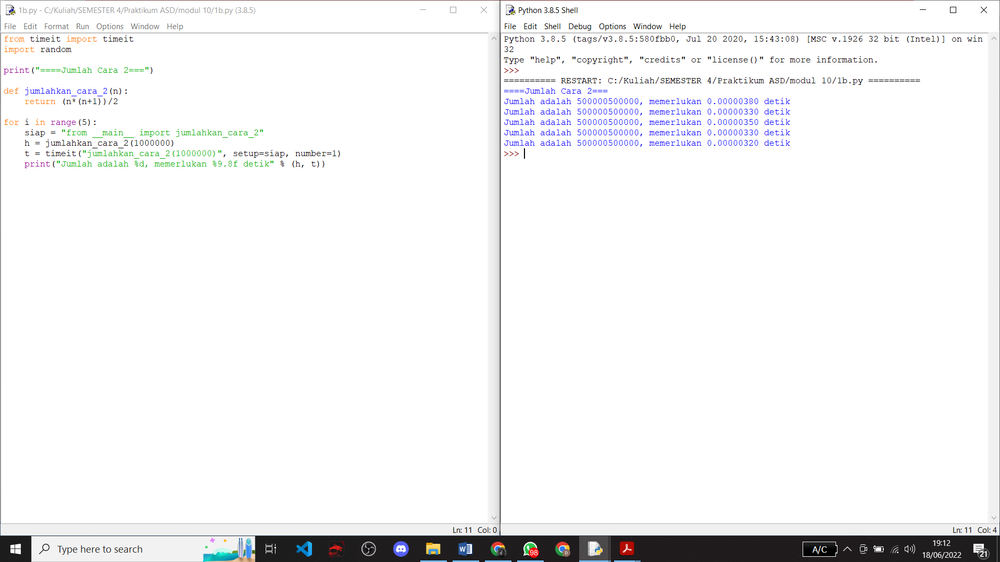 1b.py - C:/Kuliah/SEMESTER 4/Praktikum ASD/modul 10/1b.py (3.8.5)
File Edit Format Run Options Window Help
from timeit import timeit
import random
print("====Jumlah Cara 2===")
def jumlahkan_cara_2(n):
    return (n*(n+1))/2
for i in range(5):
    siap = "from __main__ import jumlahkan_cara_2"
    h = jumlahkan_cara_2(1000000)
    t = timeit("jumlahkan_cara_2(1000000)", setup=siap, number=1)
    print("Jumlah adalah %d, memerlukan %9.8f detik" % (h, t))
Ln: 11 Col: 0
Python 3.8.5 Shell
File Edit Shell Debug Options Window Help
Python 3.8.5 (tags/v3.8.5:580fbb0, Jul 20 2020, 15:43:08) [MSC v.1926 32 bit (Intel)] on win
32
Type "help", "copyright", "credits" or "license()" for more information.
>>>
========== RESTART: C:/Kuliah/SEMESTER 4/Praktikum ASD/modul 10/1b.py ==========
====Jumlah Cara 2===
Jumlah adalah 500000500000, memerlukan 0.00000380 detik
Jumlah adalah 500000500000, memerlukan 0.00000330 detik
Jumlah adalah 500000500000, memerlukan 0.00000350 detik
Jumlah adalah 500000500000, memerlukan 0.00000330 detik
Jumlah adalah 500000500000, memerlukan 0.00000320 detik
>>>
Ln: 11 Col: 4
Type here to search
W
98
D
A/C
19:12
18/06/2022
21